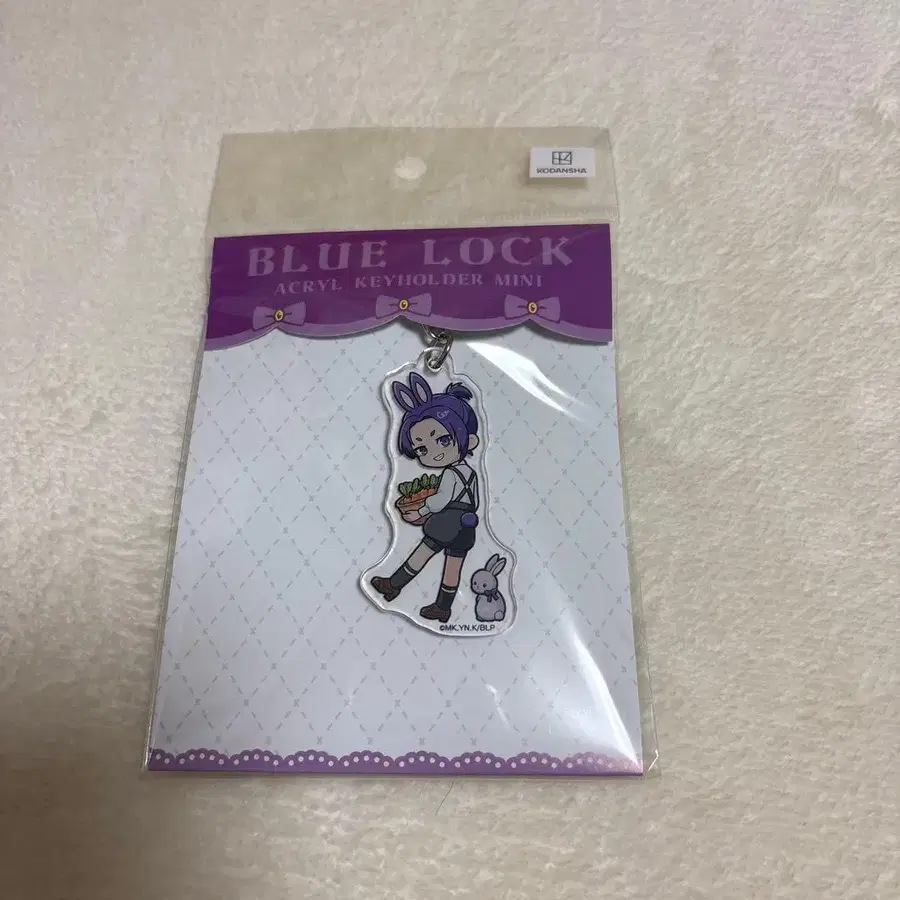 KODANSHA
BLUE LOCK
ACRYL KEYHOLDER MINI
©MK,YN,K/BLP